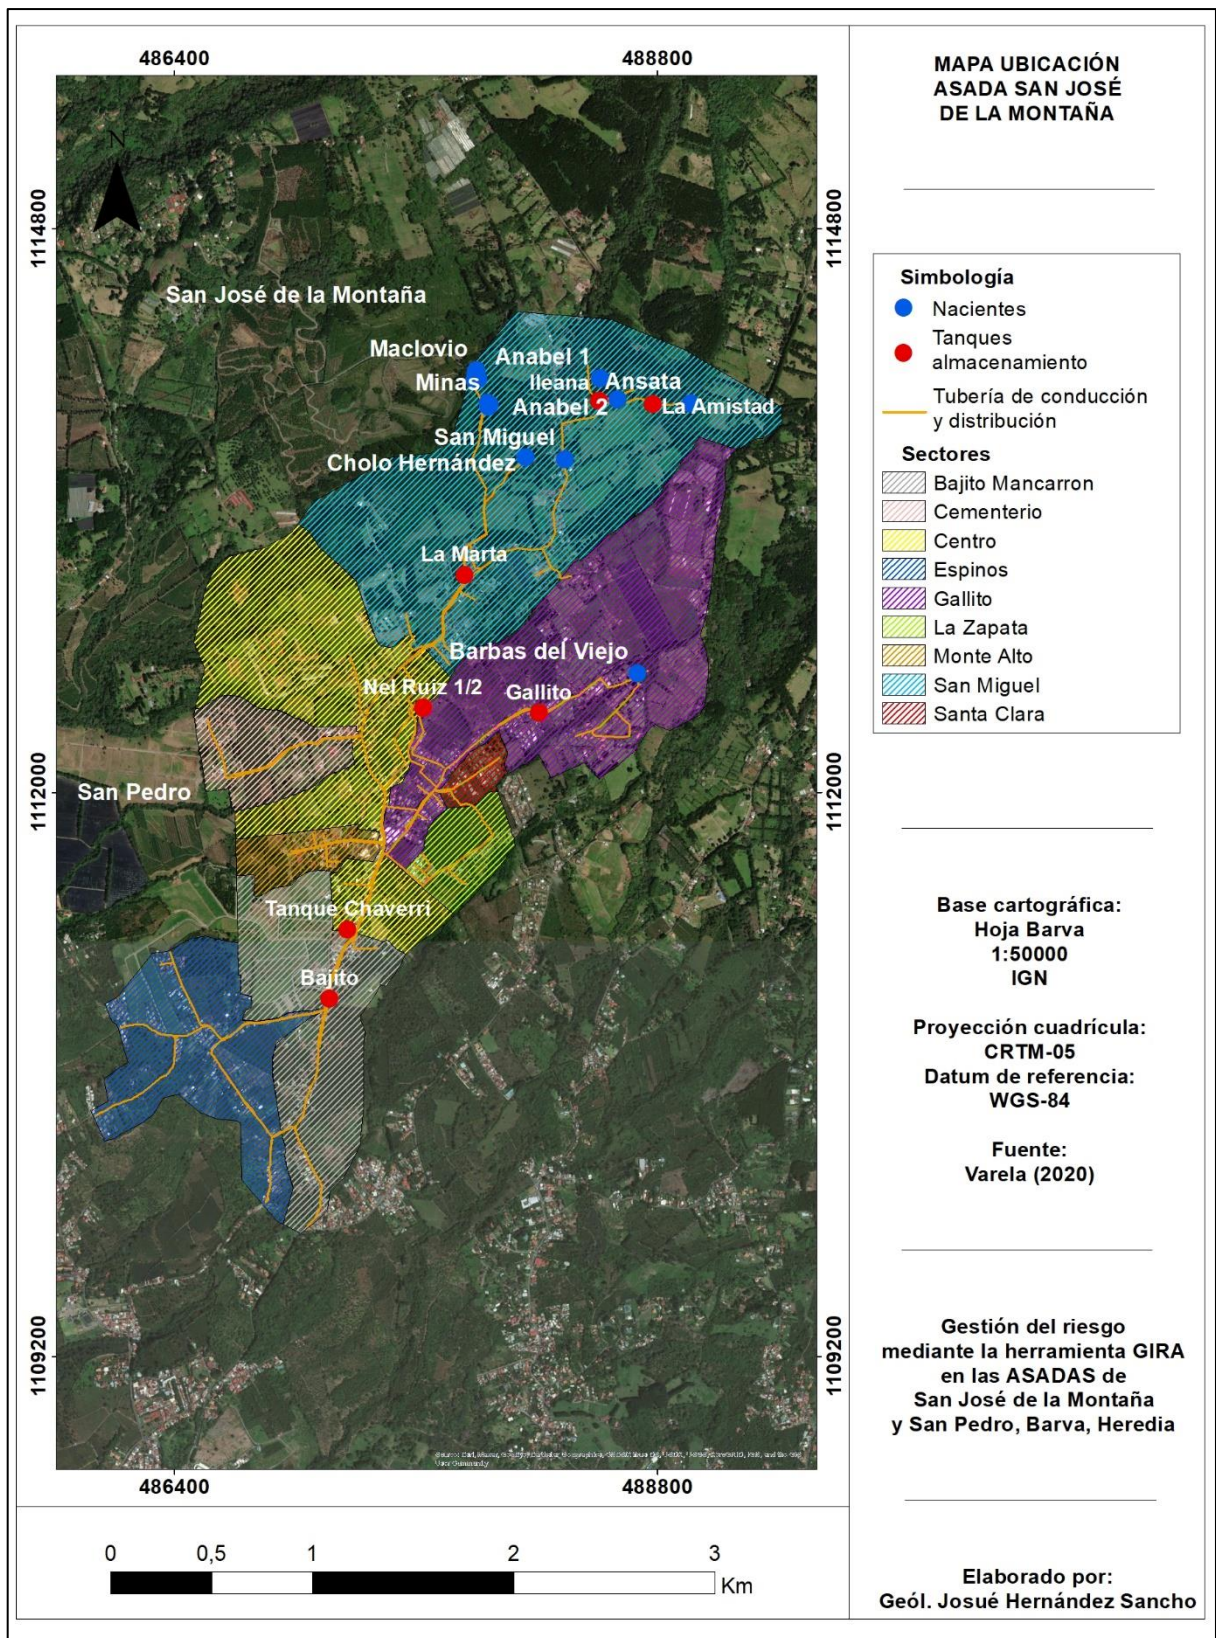 486400
488800
1114800
1114800
N
San José de la Montaña
Maclovio
Anabel 1
Minas
Ileana
Ansata
Anabel 2
La Amistad
San Miguel
Cholo Hernández
La Marta
Barbas del Viejo
Nel Ruíz 1/2
Gallito
1112000
1112000
San Pedro
Tanque Chaverri
Bajito
1109200
1109200
486400
488800
0
0,5
1
2
3
Km
MAPA UBICACIÓN
ASADA SAN JOSÉ
DE LA MONTAÑA
Simbología
Nacientes
Tanques
almacenamiento
Tubería de conducción
y distribución
Sectores
Bajito Mancarron
Cementerio
Centro
Espinos
Gallito
La Zapata
Monte Alto
San Miguel
Santa Clara
Base cartográfica:
Hoja Barva
1:50000
IGN
Proyección cuadrícula:
CRTM-05
Datum de referencia:
WGS-84
Fuente:
Varela (2020)
Gestión del riesgo
mediante la herramienta GIRA
en las ASADAS de
San José de la Montaña
y San Pedro, Barva, Heredia
Elaborado por:
Geól. Josué Hernández Sancho